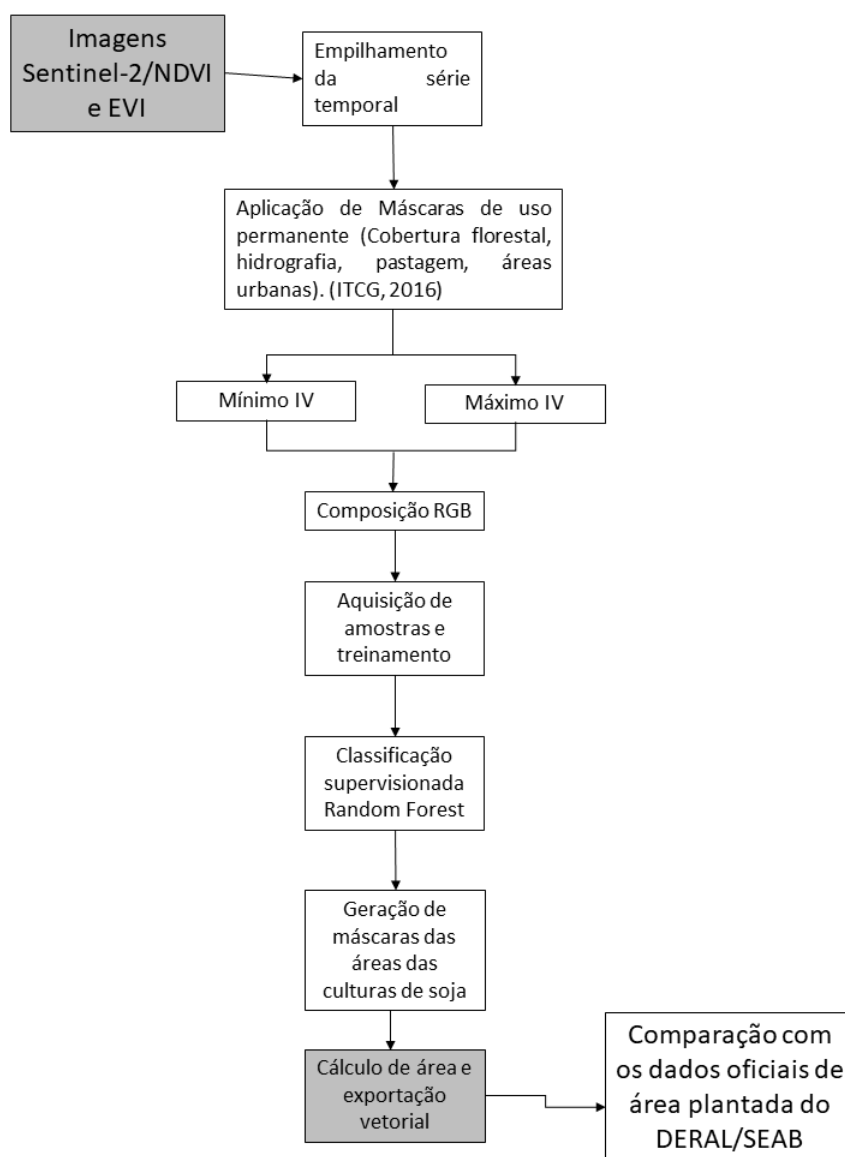 Imagens
Sentinel-2/NDVI
e EVI
Empilhamento
da série
temporal
Aplicação de Máscaras de uso
permanente (Cobertura florestal,
hidrografia, pastagem, áreas
urbanas). (ITCG, 2016)
Mínimo IV
Máximo IV
Composição RGB
Aquisição de
amostras e
treinamento
Classificação
supervisionada
Random Forest
Geração de
máscaras das
áreas das
culturas de soja
Cálculo de área e
exportação
vetorial
Comparação com
os dados oficiais de
área plantada do
DERAL/SEAB